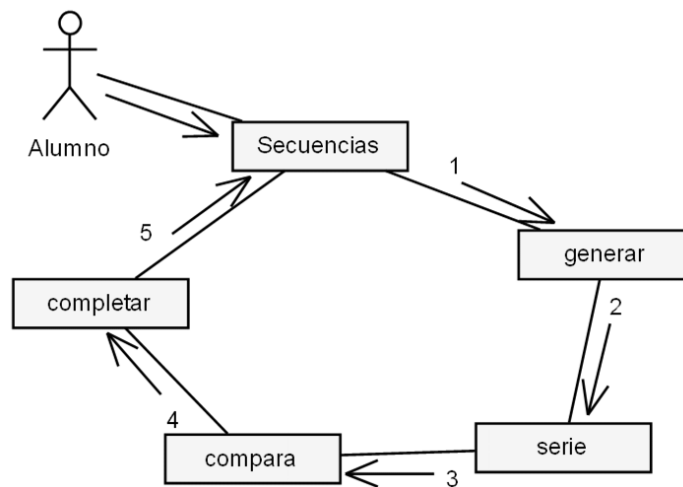 Alumno
Secuencias
1
generar
2
serie
3
compara
4
completar
5